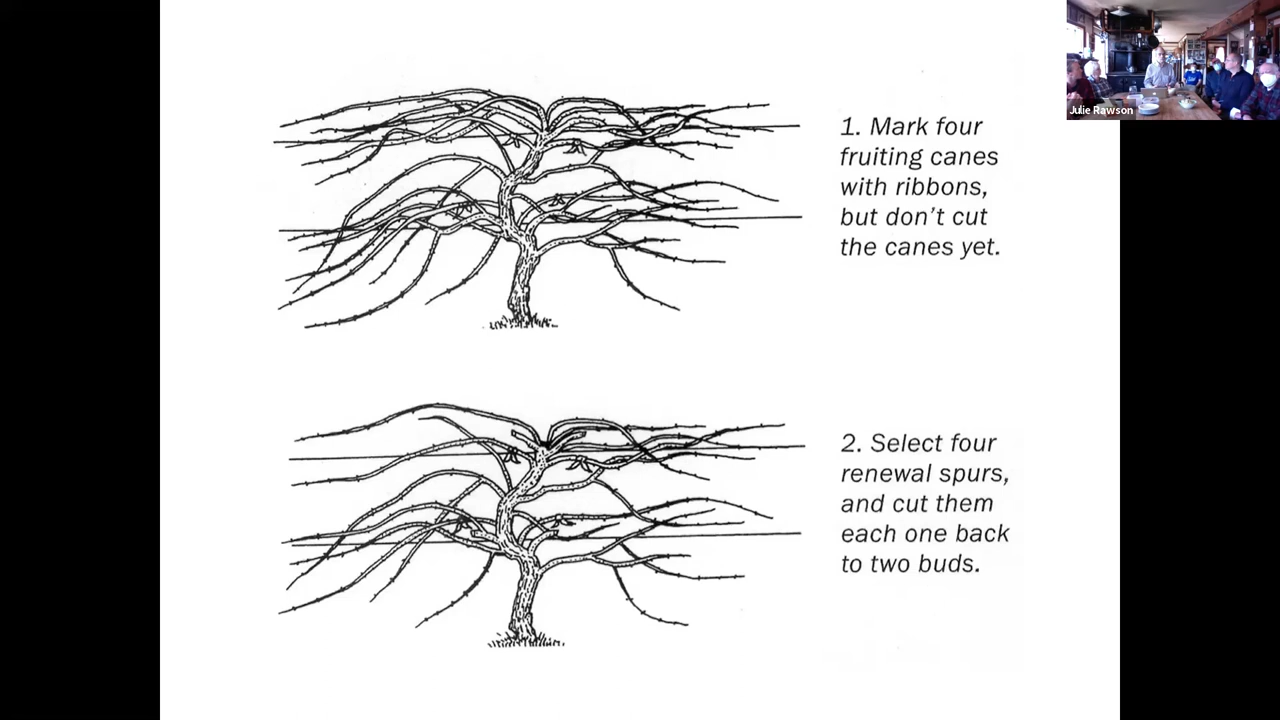 Julie Rawson
1. Mark four
fruiting canes
with ribbons,
but don't cut
the canes yet.
2. Select four
renewal spurs,
and cut them
each one back
to two buds.